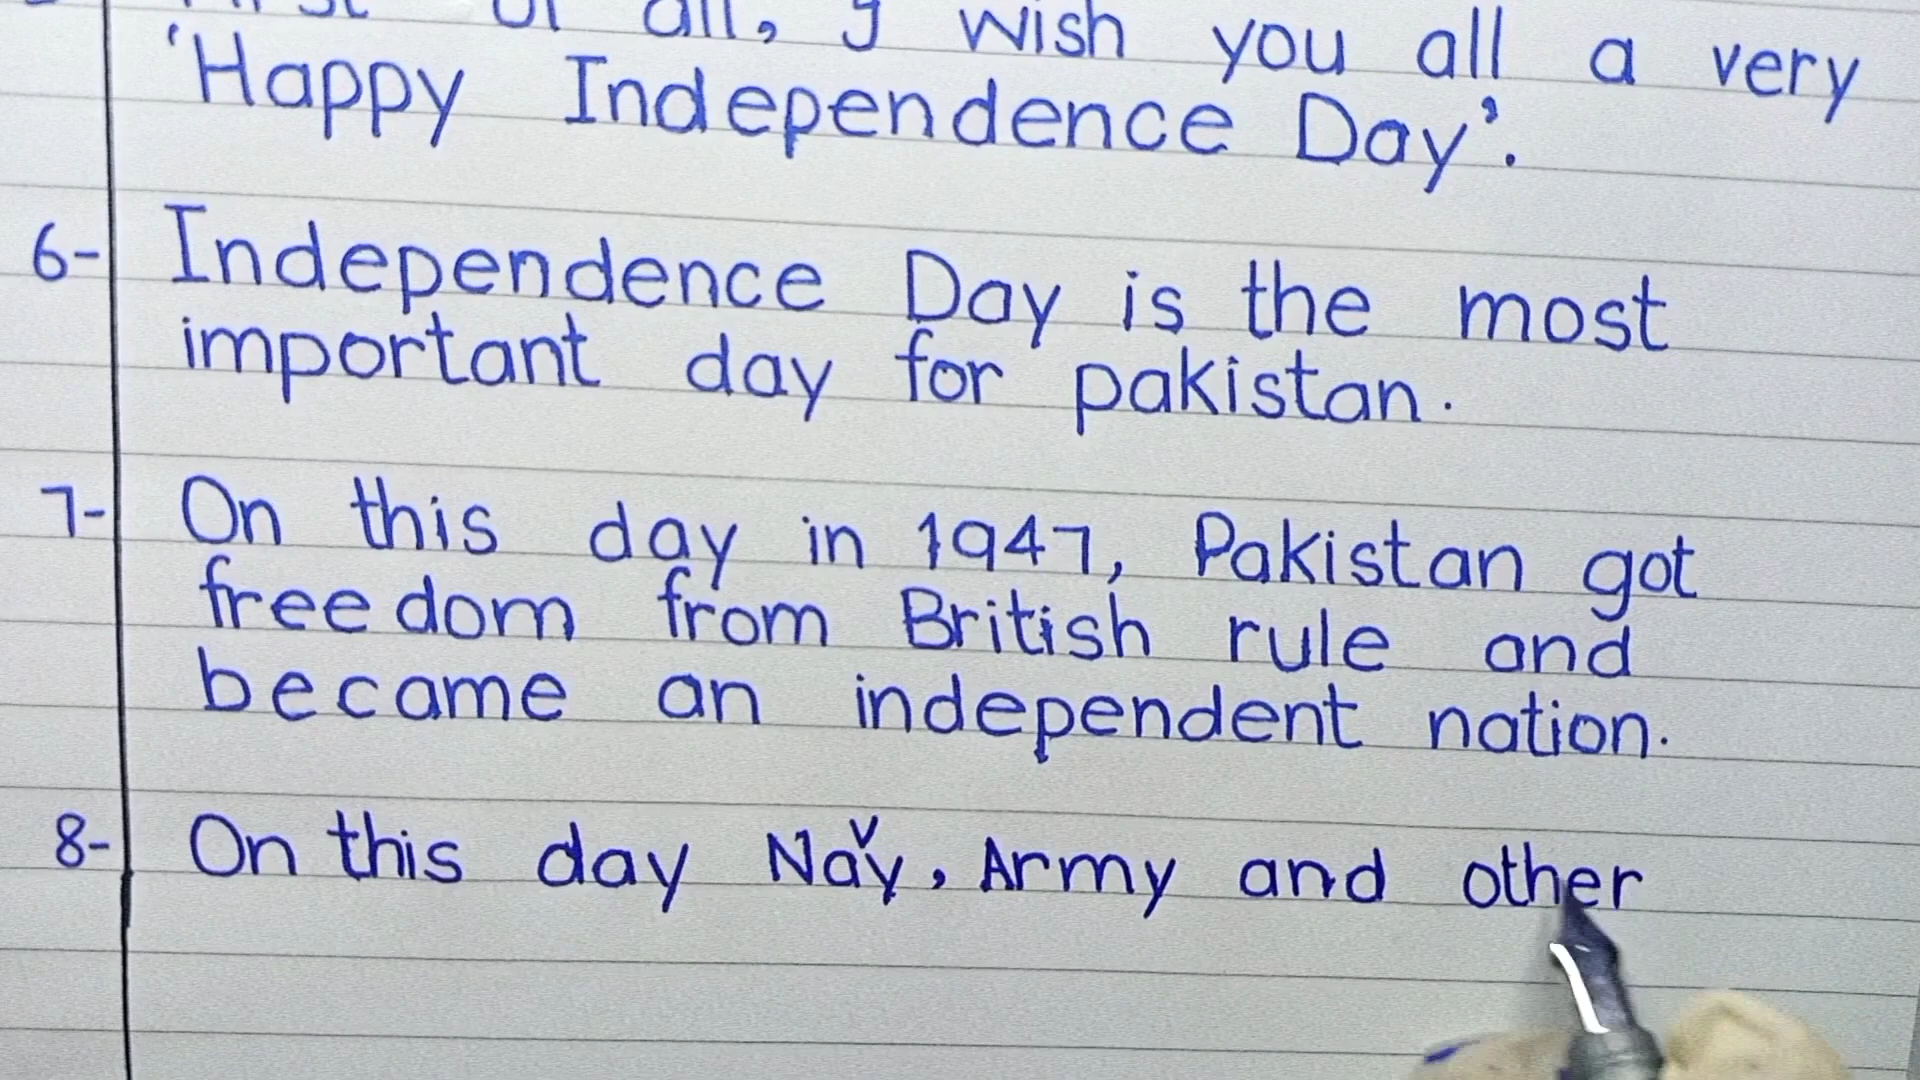 First of all, I wish you all a very
'Happy Independence Day'.
6- Independence Day is the most
important day for pakistan.
7- On this day in 1947, Pakistan got
freedom from British rule and
became an independent nation.
8- On this day Navy, Army and other